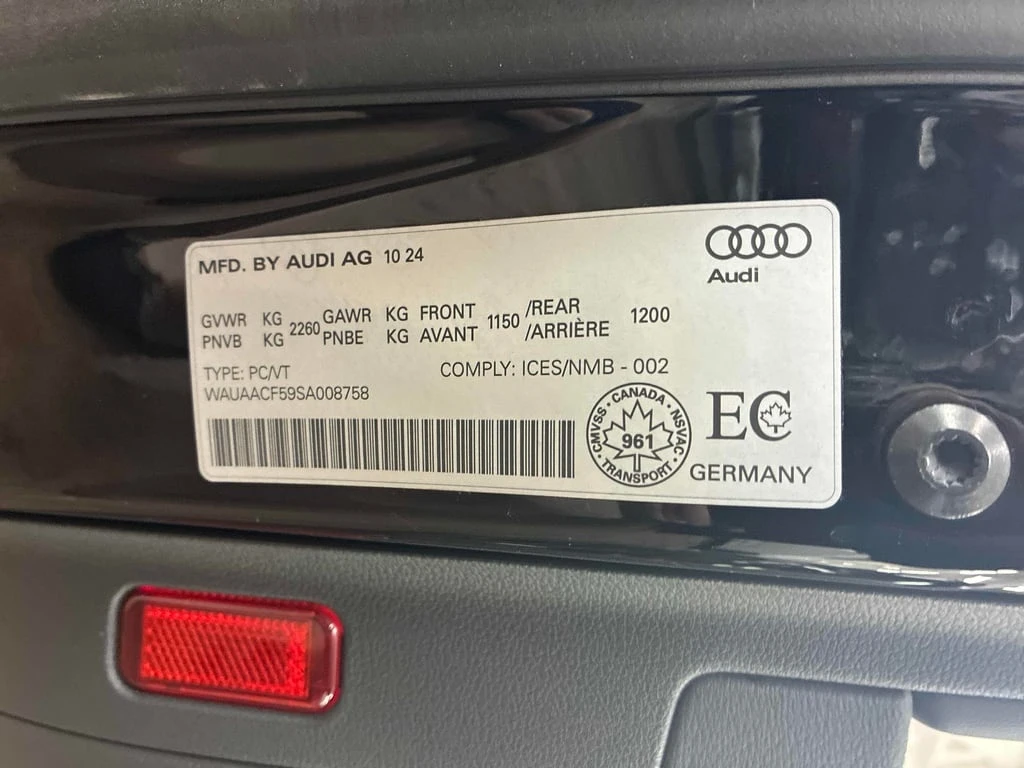 MFD. BY AUDI AG 10 24
Audi
GVWR KG 2260 GAWR KG FRONT 1150 /REAR 1200
PNVB KG PNBE KG AVANT /ARRIÈRE
TYPE: PC/VT
COMPLY: ICES/NMB - 002
WAUAACF59SA008758
CMVSS · CANADA · NSVAC · TRANSPORT ·
961
EC
GERMANY